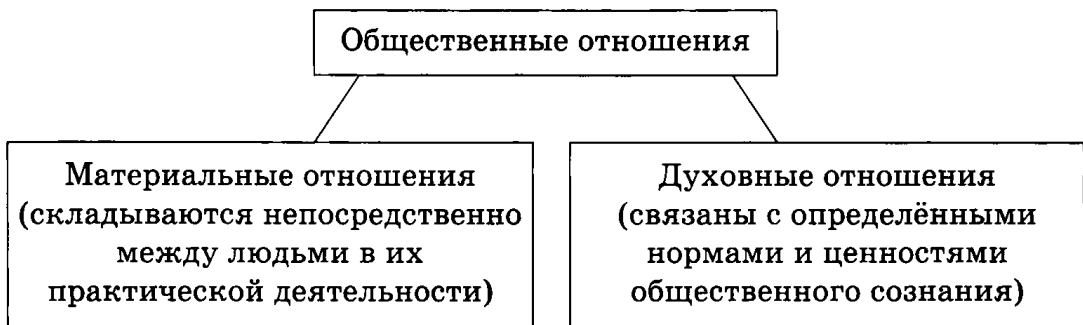 Общественные отношения
Материальные отношения
(складываются непосредственно
между людьми в их
практической деятельности)
Духовные отношения
(связаны с определёнными
нормами и ценностями
общественного сознания)